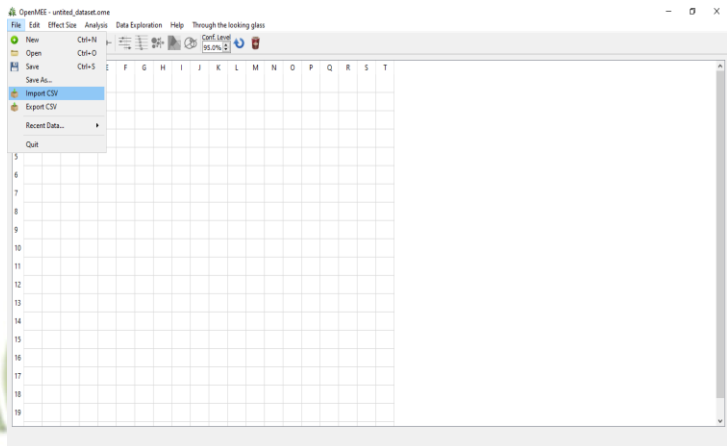 OpenMEE - untitled_dataset.ome
File Edit Effect Size Analysis Data Exploration Help Through the looking glass
New Ctrl+N
Open Ctrl+O
Save Ctrl+S
Save As...
Import CSV
Export CSV
Recent Data...
Quit
Conf. Level
95.0%
E F G H I J K L M N O P Q R S T
5
6
7
8
9
10
11
12
13
14
15
16
17
18
19